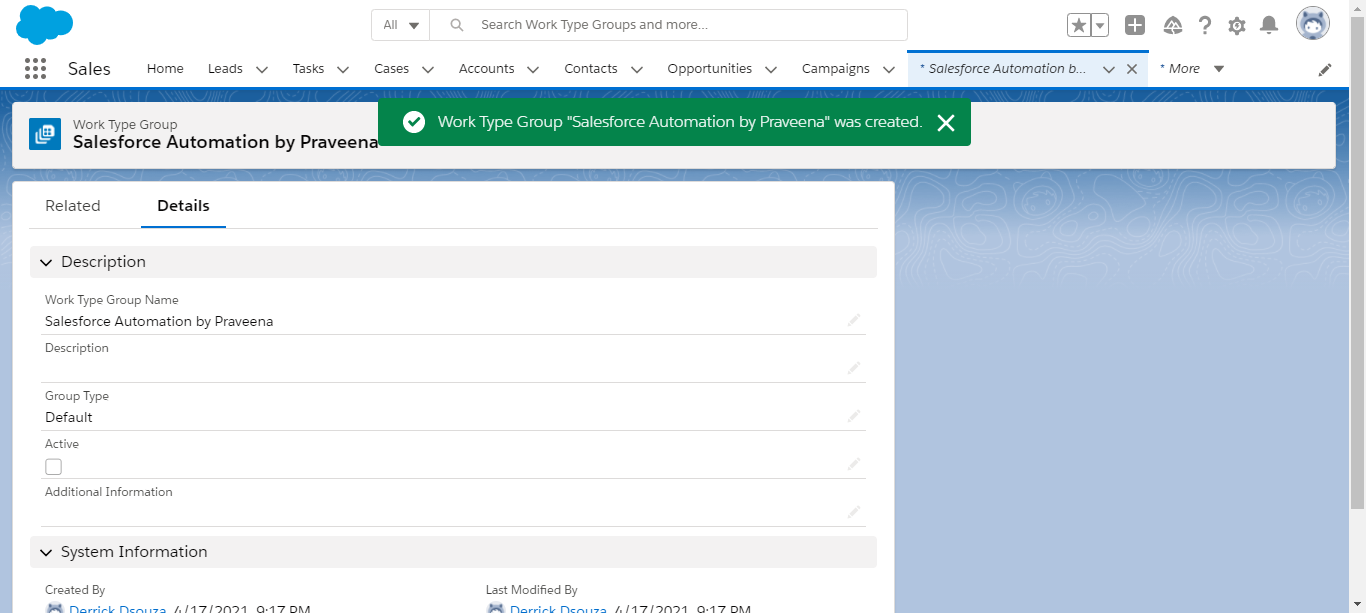 All
Search Work Type Groups and more...
Sales
Home
Leads
Tasks
Cases
Accounts
Contacts
Opportunities
Campaigns
* Salesforce Automation b...
* More
Work Type Group
Salesforce Automation by Praveena
Work Type Group "Salesforce Automation by Praveena" was created.
Related
Details
Description
Work Type Group Name
Salesforce Automation by Praveena
Description
Group Type
Default
Active
Additional Information
System Information
Created By
Last Modified By
Derrick Dsouza, 4/17/2021, 9:17 PM
Derrick Dsouza, 4/17/2021, 9:17 PM